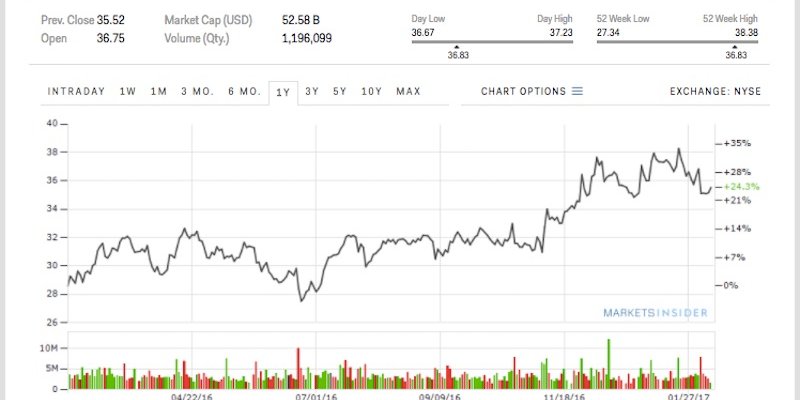 Prev. Close 35.52 Market Cap (USD) 52.58 B Day Low Day High 52 Week Low 52 Week High
36.67 37.23 27.34 38.38
Open 36.75 Volume (Qty.) 1,196,099
36.83 36.83
INTRADAY 1W 1M 3 MO. 6 MO. 1Y 3Y 5Y 10Y MAX CHART OPTIONS EXCHANGE: NYSE
40
+35%
38
+28%
36
+24.3%
+21%
34
+14%
32
+7%
30
28
+0%
26
MARKETS INSIDER
10M
5M
0
04/22/16 07/01/16 09/09/16 11/18/16 01/27/17